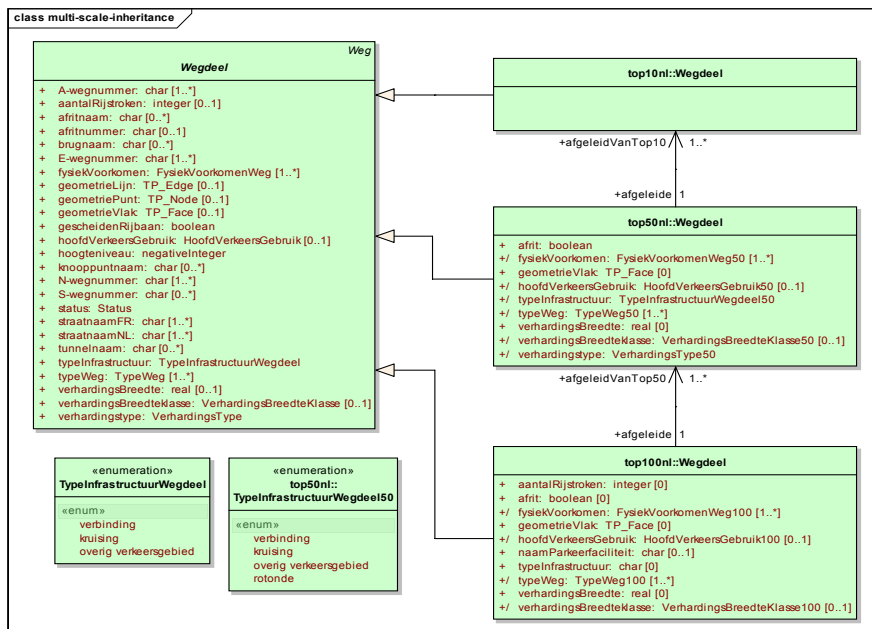 class multi-scale-inheritance
Weg
Wegdeel
+ A-wegnummer: char [1..*]
+ aantalRijstroken: integer [0..1]
+ afritnaam: char [0..*]
+ afritnummer: char [0..1]
+ brugnaam: char [0..*]
+ E-wegnummer: char [1..*]
+ fysiekVoorkomen: FysiekVoorkomenWeg [1..*]
+ geometrieLijn: TP_Edge [0..1]
+ geometriePunt: TP_Node [0..1]
+ geometrieVlak: TP_Face [0..1]
+ gescheidenRijbaan: boolean
+ hoofdVerkeersGebruik: HoofdVerkeersGebruik [0..1]
+ hoogteniveau: negativeInteger
+ knooppuntnaam: char [0..*]
+ N-wegnummer: char [1..*]
+ S-wegnummer: char [0..*]
+ status: Status
+ straatnaamFR: char [1..*]
+ straatnaamNL: char [1..*]
+ tunnelnaam: char [0..*]
+ typeInfrastructuur: TypeInfrastructuurWegdeel
+ typeWeg: TypeWeg [1..*]
+ verhardingsBreedte: real [0..1]
+ verhardingsBreedteklasse: VerhardingsBreedteKlasse [0..1]
+ verhardingstype: VerhardingsType
top10nl::Wegdeel
+afgeleidVanTop10 1..*
+afgeleide 1
top50nl::Wegdeel
+ afrit: boolean
+/ fysiekVoorkomen: FysiekVoorkomenWeg50 [1..*]
+ geometrieVlak: TP_Face [0]
+/ hoofdVerkeersGebruik: HoofdVerkeersGebruik50 [0..1]
+/ typeInfrastructuur: TypeInfrastructuurWegdeel50
+/ typeWeg: TypeWeg50 [1..*]
+ verhardingsBreedte: real [0]
+/ verhardingsBreedteklasse: VerhardingsBreedteKlasse50 [0..1]
+/ verhardingstype: VerhardingsType50
+afgeleidVanTop50 1..*
+afgeleide 1
top100nl::Wegdeel
+ aantalRijstroken: integer [0]
+ afrit: boolean [0]
+/ fysiekVoorkomen: FysiekVoorkomenWeg100 [1..*]
+ geometrieVlak: TP_Face [0]
+/ hoofdVerkeersGebruik: HoofdVerkeersGebruik100 [0..1]
+ naamParkeerfaciliteit: char [0..1]
+ typeInfrastructuur: char [0]
+/ typeWeg: TypeWeg100 [1..*]
+ verhardingsBreedte: real [0]
+/ verhardingsBreedteklasse: VerhardingsBreedteKlasse100 [0..1]
«enumeration»
TypeInfrastructuurWegdeel
«enum»
verbinding
kruising
overig verkeersgebied
«enumeration»
top50nl::
TypeInfrastructuurWegdeel50
«enum»
verbinding
kruising
overig verkeersgebied
rotonde